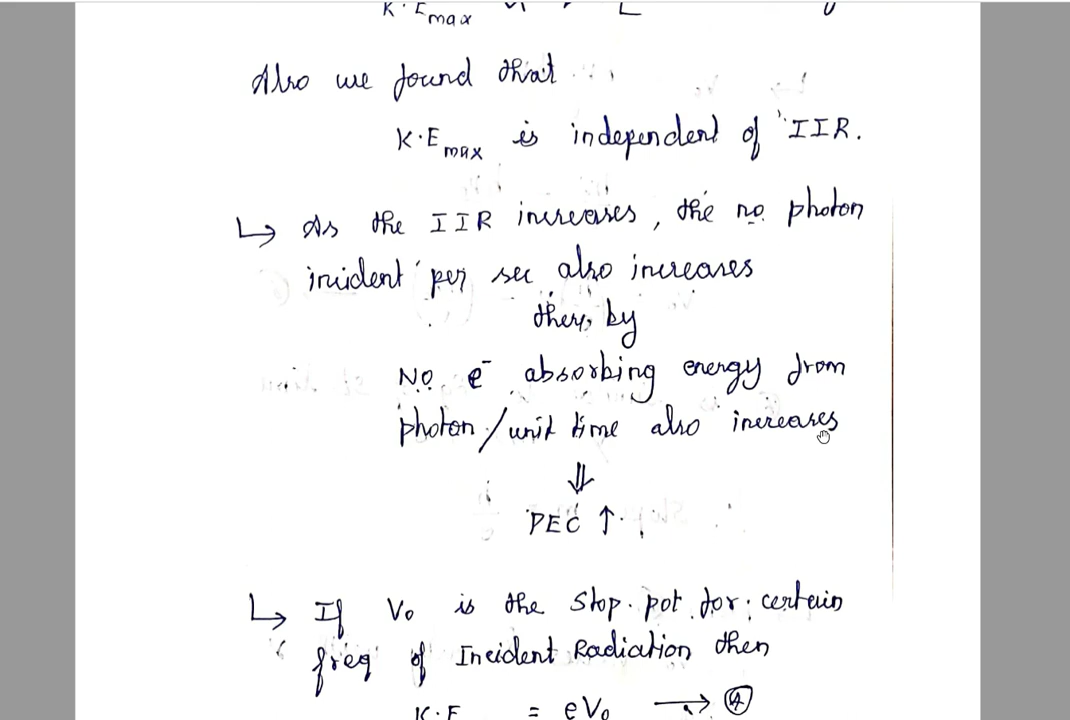 K·Emax
Also we found that
K·Emax is independent of IIR.
↳ As the IIR increases, the no. photon
incident per sec also increases
there by
No. e⁻ absorbing energy from
photon/unit time also increases
⇓
PEC ↑
↳ If V₀ is the stop. pot for certain
freq of Incident Radiation then
K·E = eV₀ → ④